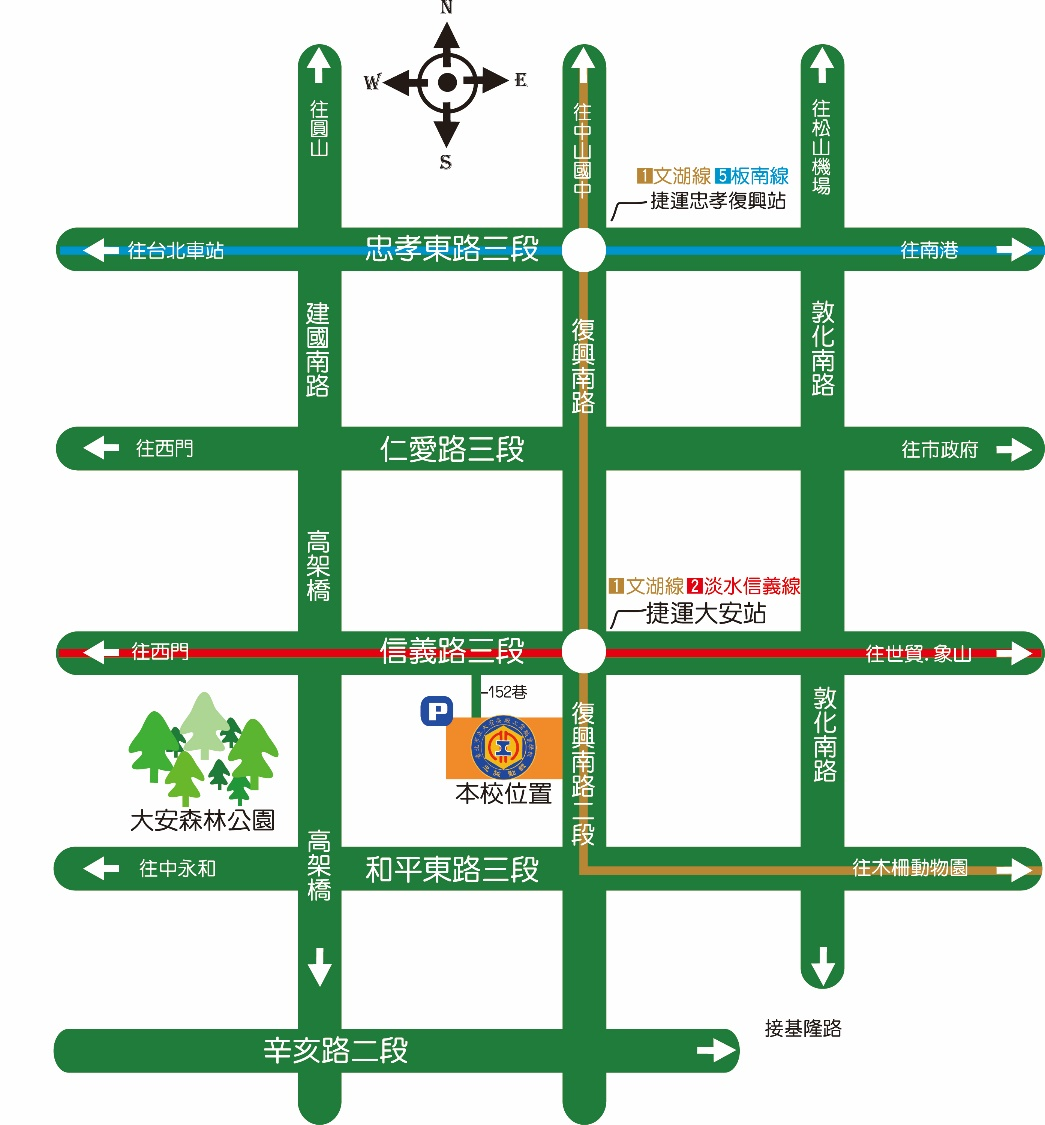 N
W
E
S
往圓山
往中山國中
往松山機場
1文湖線 5板南線
捷運忠孝復興站
往台北車站
忠孝東路三段
往南港
建國南路
復興南路
敦化南路
往西門
仁愛路三段
往市政府
高架橋
1文湖線 2淡水信義線
捷運大安站
往西門
信義路三段
往世貿.象山
152巷
P
復興南路二段
敦化南路
本校位置
大安森林公園
高架橋
往中永和
和平東路三段
往木柵動物園
接基隆路
辛亥路二段